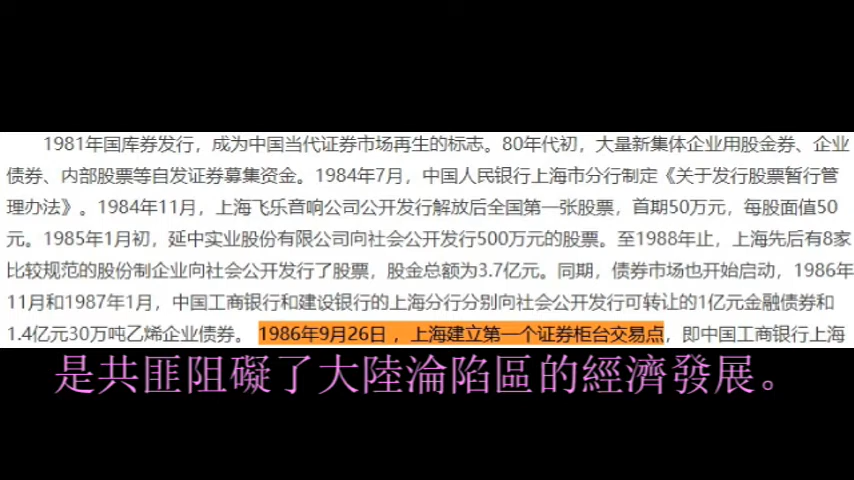 1981年国库券发行，成为中国当代证券市场再生的标志。80年代初，大量新集体企业用股金券、企业
债券、内部股票等自发证券募集资金。1984年7月，中国人民银行上海市分行制定《关于发行股票暂行管
理办法》。1984年11月，上海飞乐音响公司公开发行解放后全国第一张股票，首期50万元，每股面值50
元。1985年1月初，延中实业股份有限公司向社会公开发行500万元的股票。至1988年止，上海先后有8家
比较规范的股份制企业向社会公开发行了股票，股金总额为3.7亿元。同期，债券市场也开始启动，1986年
11月和1987年1月，中国工商银行和建设银行的上海分行分别向社会公开发行可转让的1亿元金融债券和
1.4亿元30万吨乙烯企业债券。 1986年9月26日 ，上海建立第一个证券柜台交易点，即中国工商银行上海
是共匪阻礙了大陸淪陷區的經濟發展。